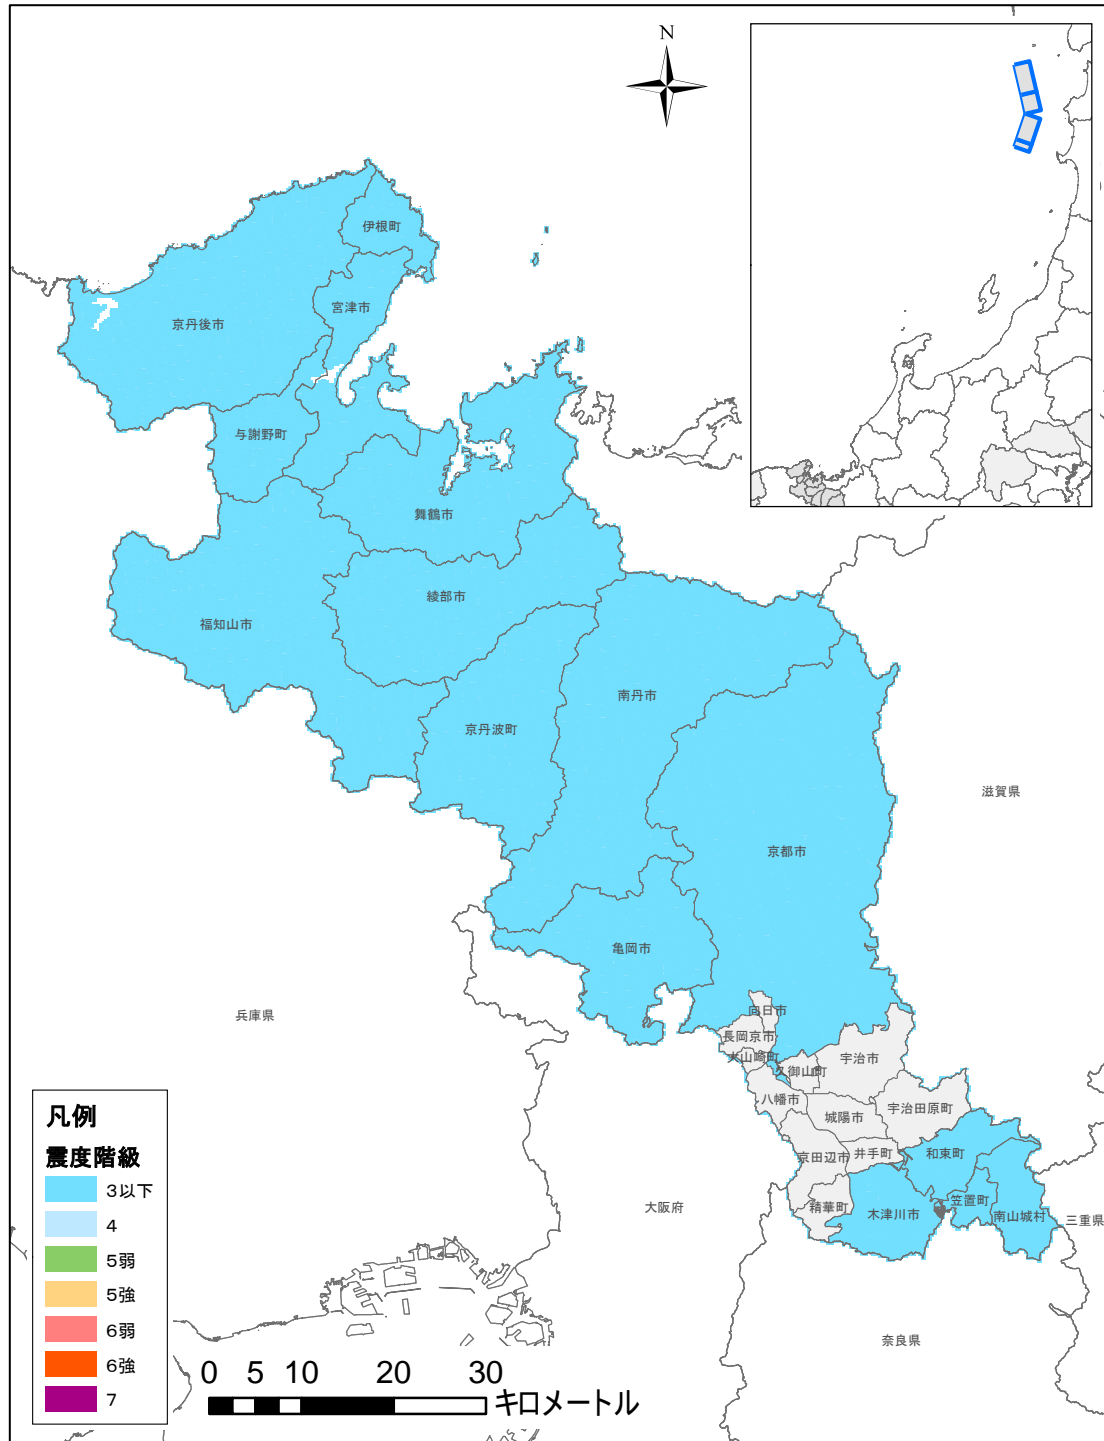 N
伊根町
宮津市
京丹後市
与謝野町
舞鶴市
綾部市
福知山市
南丹市
京丹波町
滋賀県
京都市
亀岡市
兵庫県
向日市
長岡京市
大山崎町
宇治市
久御山町
八幡市
宇治田原町
城陽市
井手町
和束町
京田辺市
精華町
木津川市
笠置町
南山城村
三重県
大阪府
奈良県
凡例
震度階級
3以下
4
5弱
5強
6弱
6強
7
0 5 10 20 30
キロメートル